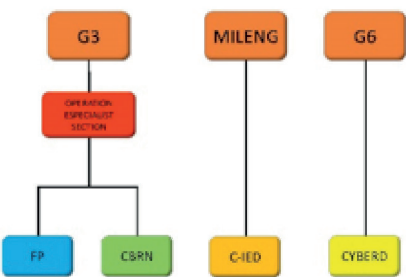 G3
MILENG
G6
OPERATION
ESPECIALIST
SECTION
FP
CBRN
C-IED
CYBERD